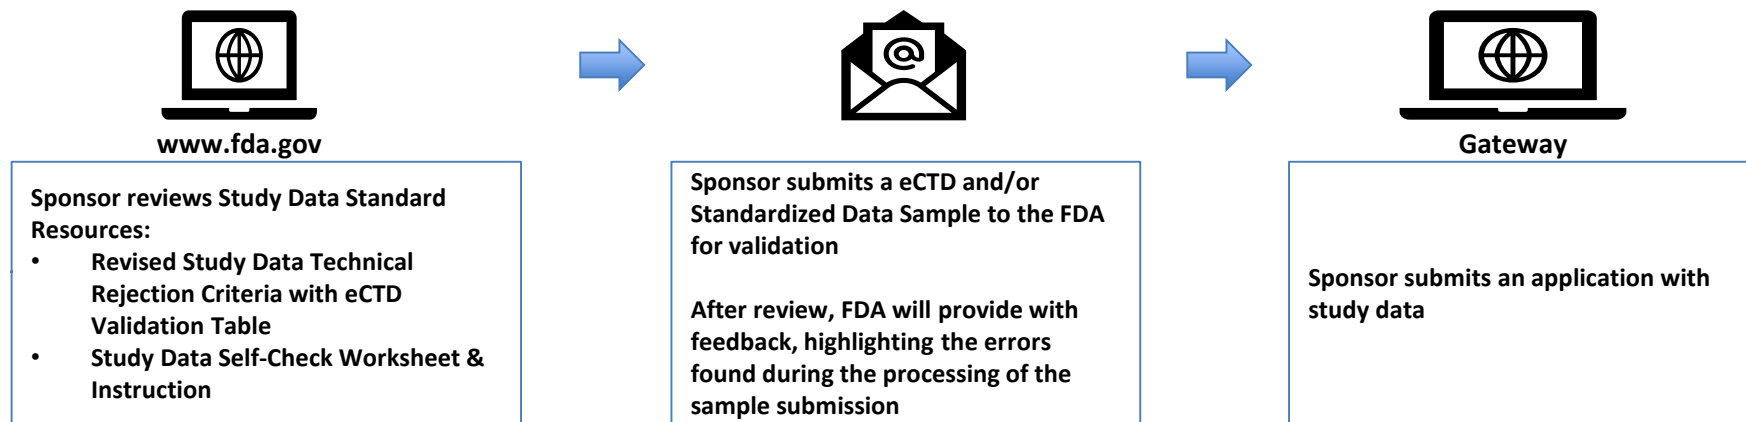 www.fda.gov
Sponsor reviews Study Data Standard
Resources:
• Revised Study Data Technical
Rejection Criteria with eCTD
Validation Table
• Study Data Self-Check Worksheet &
Instruction
@
Sponsor submits a eCTD and/or
Standardized Data Sample to the FDA
for validation
After review, FDA will provide with
feedback, highlighting the errors
found during the processing of the
sample submission
Gateway
Sponsor submits an application with
study data